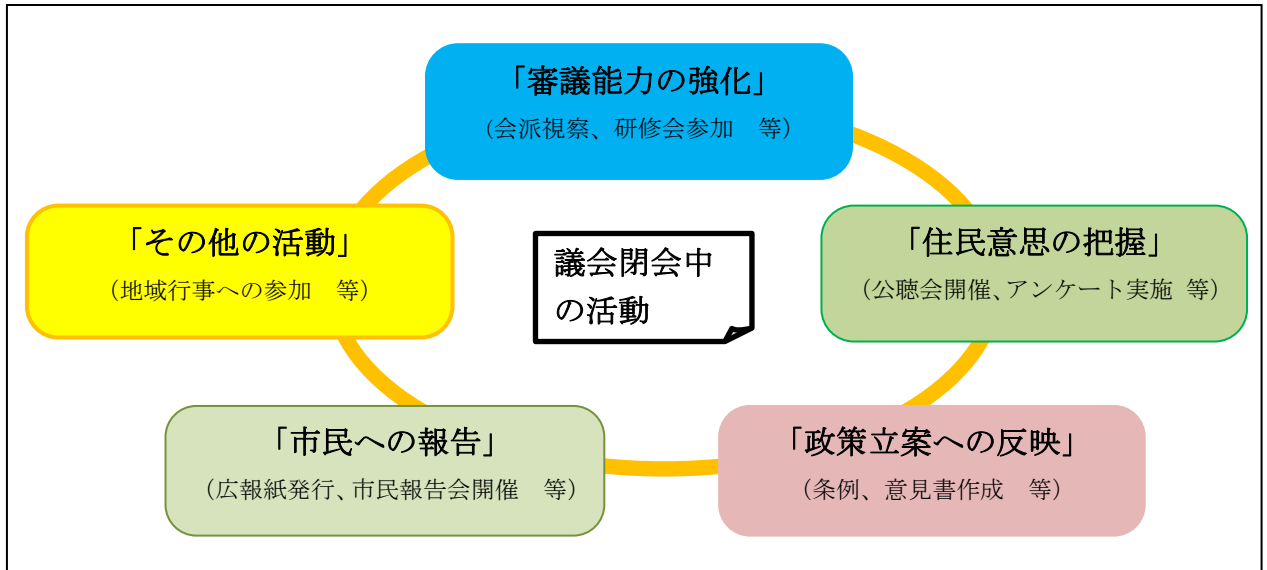 「審議能力の強化」
（会派視察、研修会参加　等）
「その他の活動」
（地域行事への参加　等）
議会閉会中
の活動
「住民意思の把握」
（公聴会開催、アンケート実施 等）
「市民への報告」
（広報紙発行、市民報告会開催　等）
「政策立案への反映」
（条例、意見書作成　等）